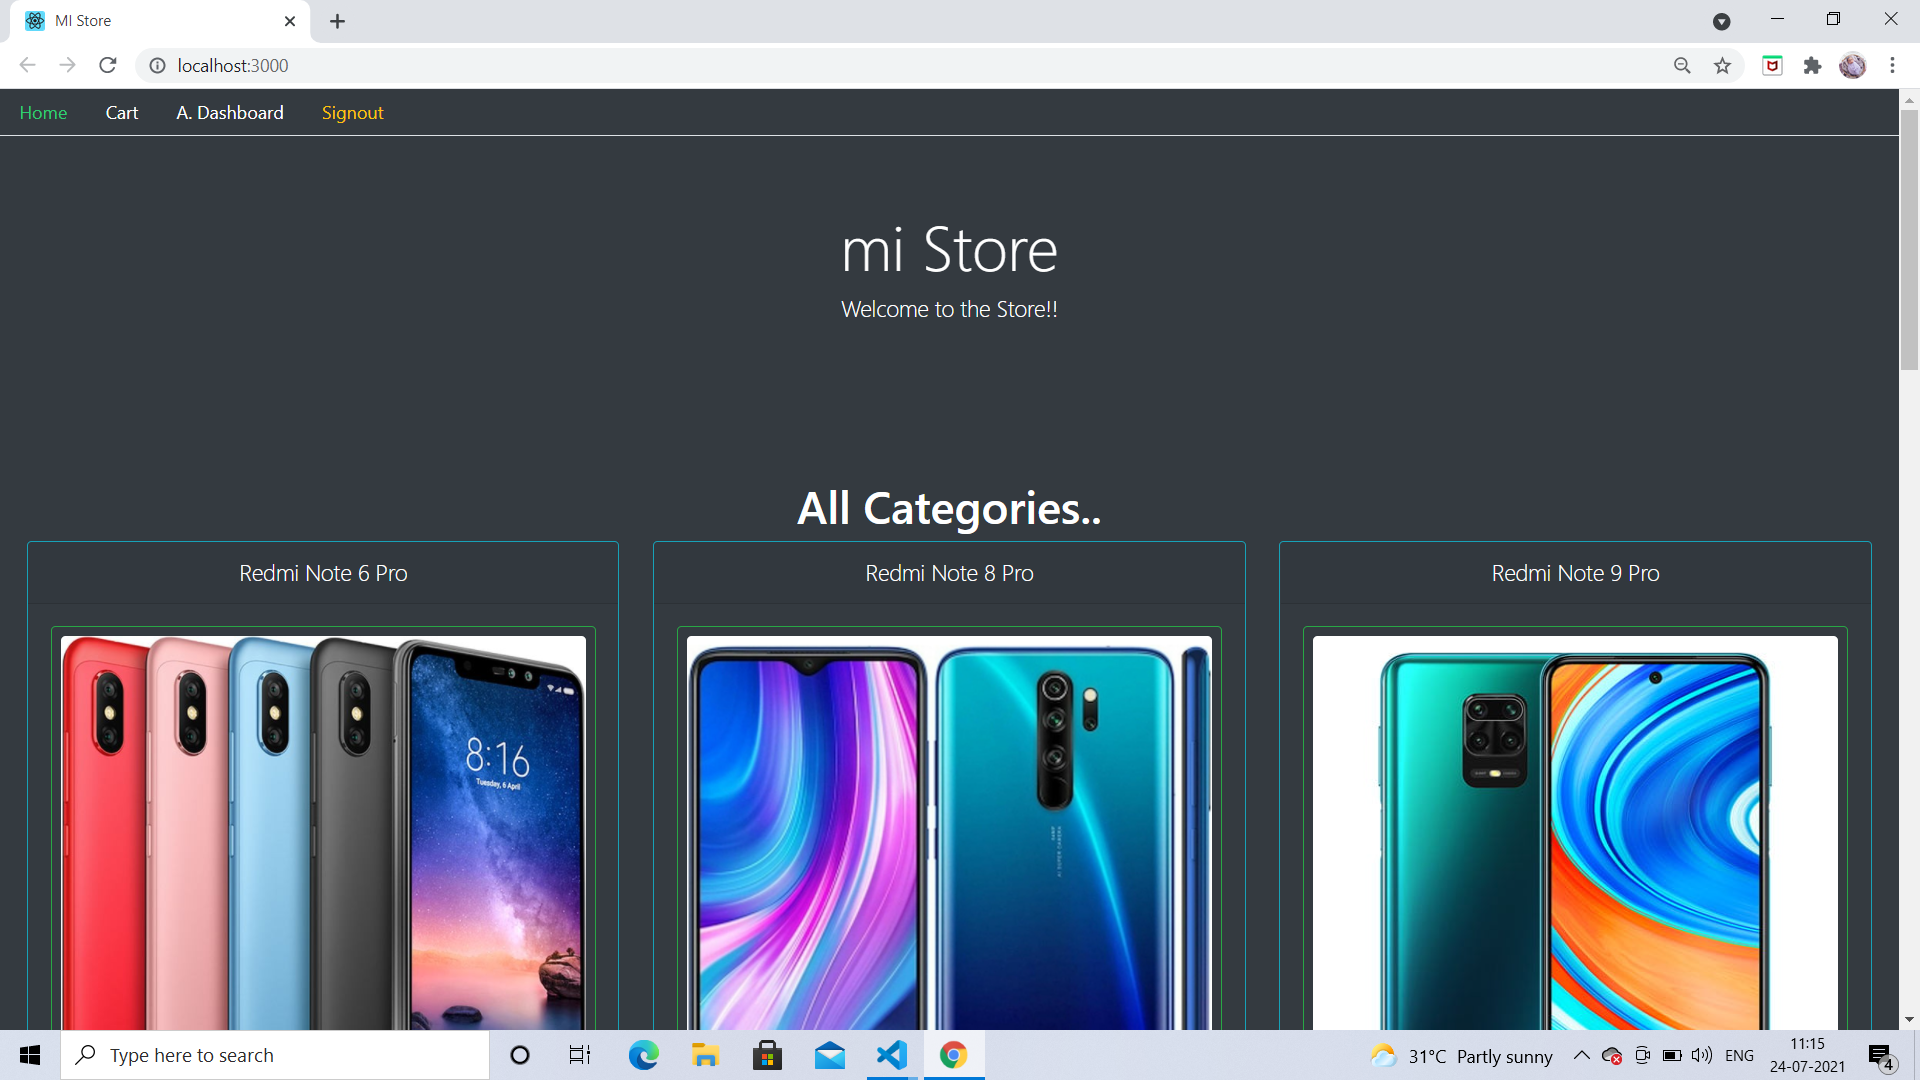 MI Store
localhost:3000
Home Cart A. Dashboard Signout
mi Store
Welcome to the Store!!
All Categories..
Redmi Note 6 Pro Redmi Note 8 Pro Redmi Note 9 Pro
8:16
Tuesday, 6 April
Type here to search
31°C Partly sunny
ENG
11:15
24-07-2021
4